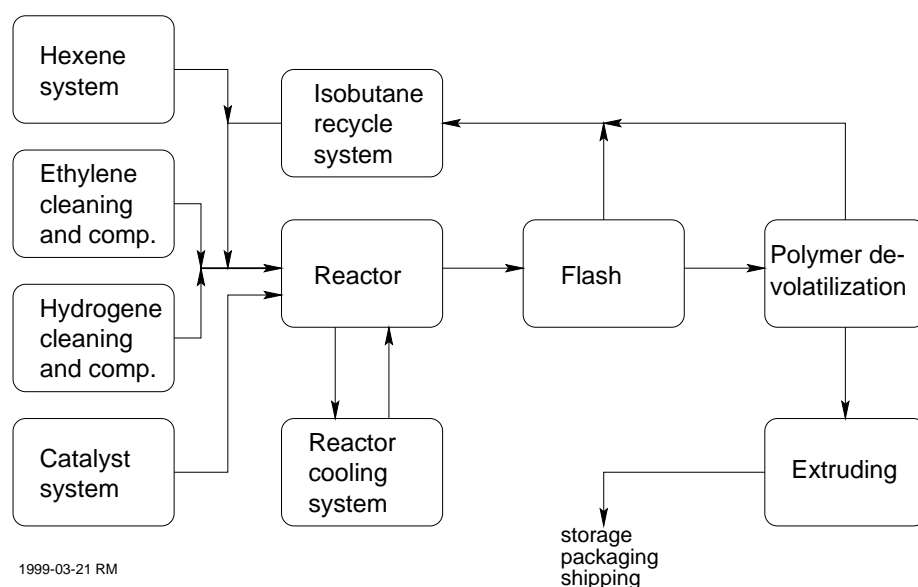 Hexene
system
Isobutane
recycle
system
Ethylene
cleaning
and comp.
Reactor
Flash
Polymer de-
volatilization
Hydrogene
cleaning
and comp.
Catalyst
system
Reactor
cooling
system
Extruding
storage
packaging
shipping
1999-03-21 RM